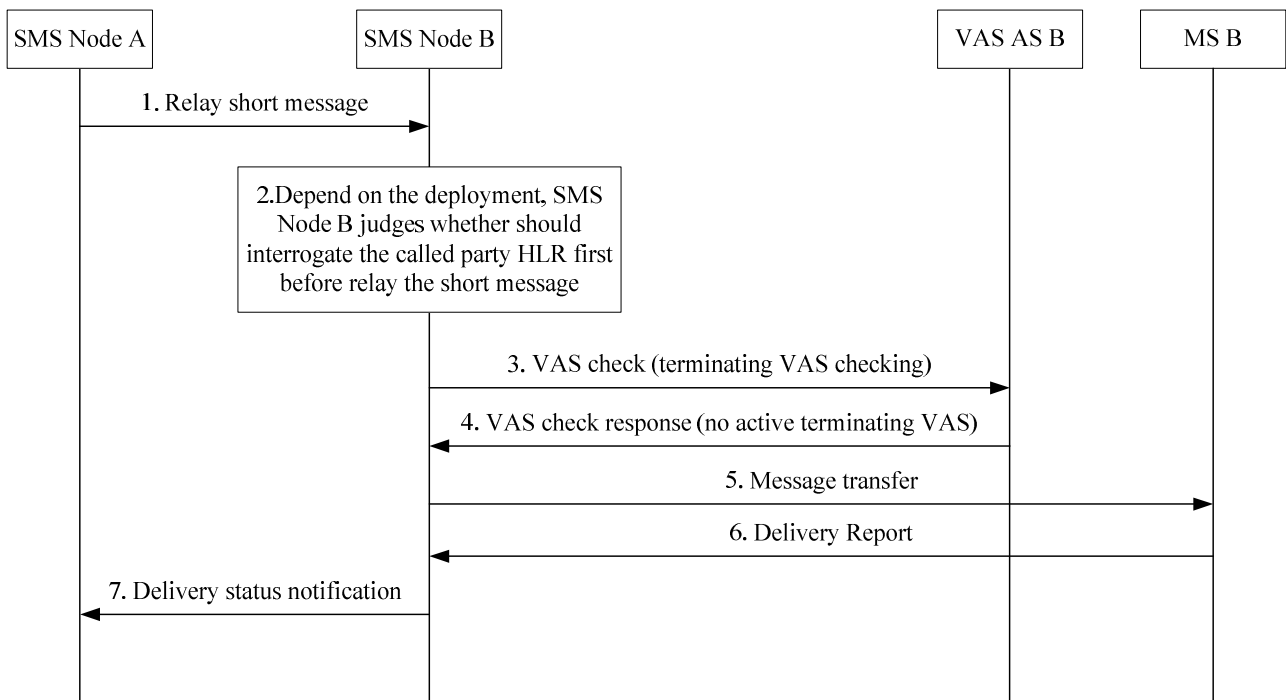 SMS Node A
SMS Node B
VAS AS B
MS B
1. Relay short message
2.Depend on the deployment, SMS
Node B judges whether should
interrogate the called party HLR first
before relay the short message
3. VAS check (terminating VAS checking)
4. VAS check response (no active terminating VAS)
5. Message transfer
6. Delivery Report
7. Delivery status notification